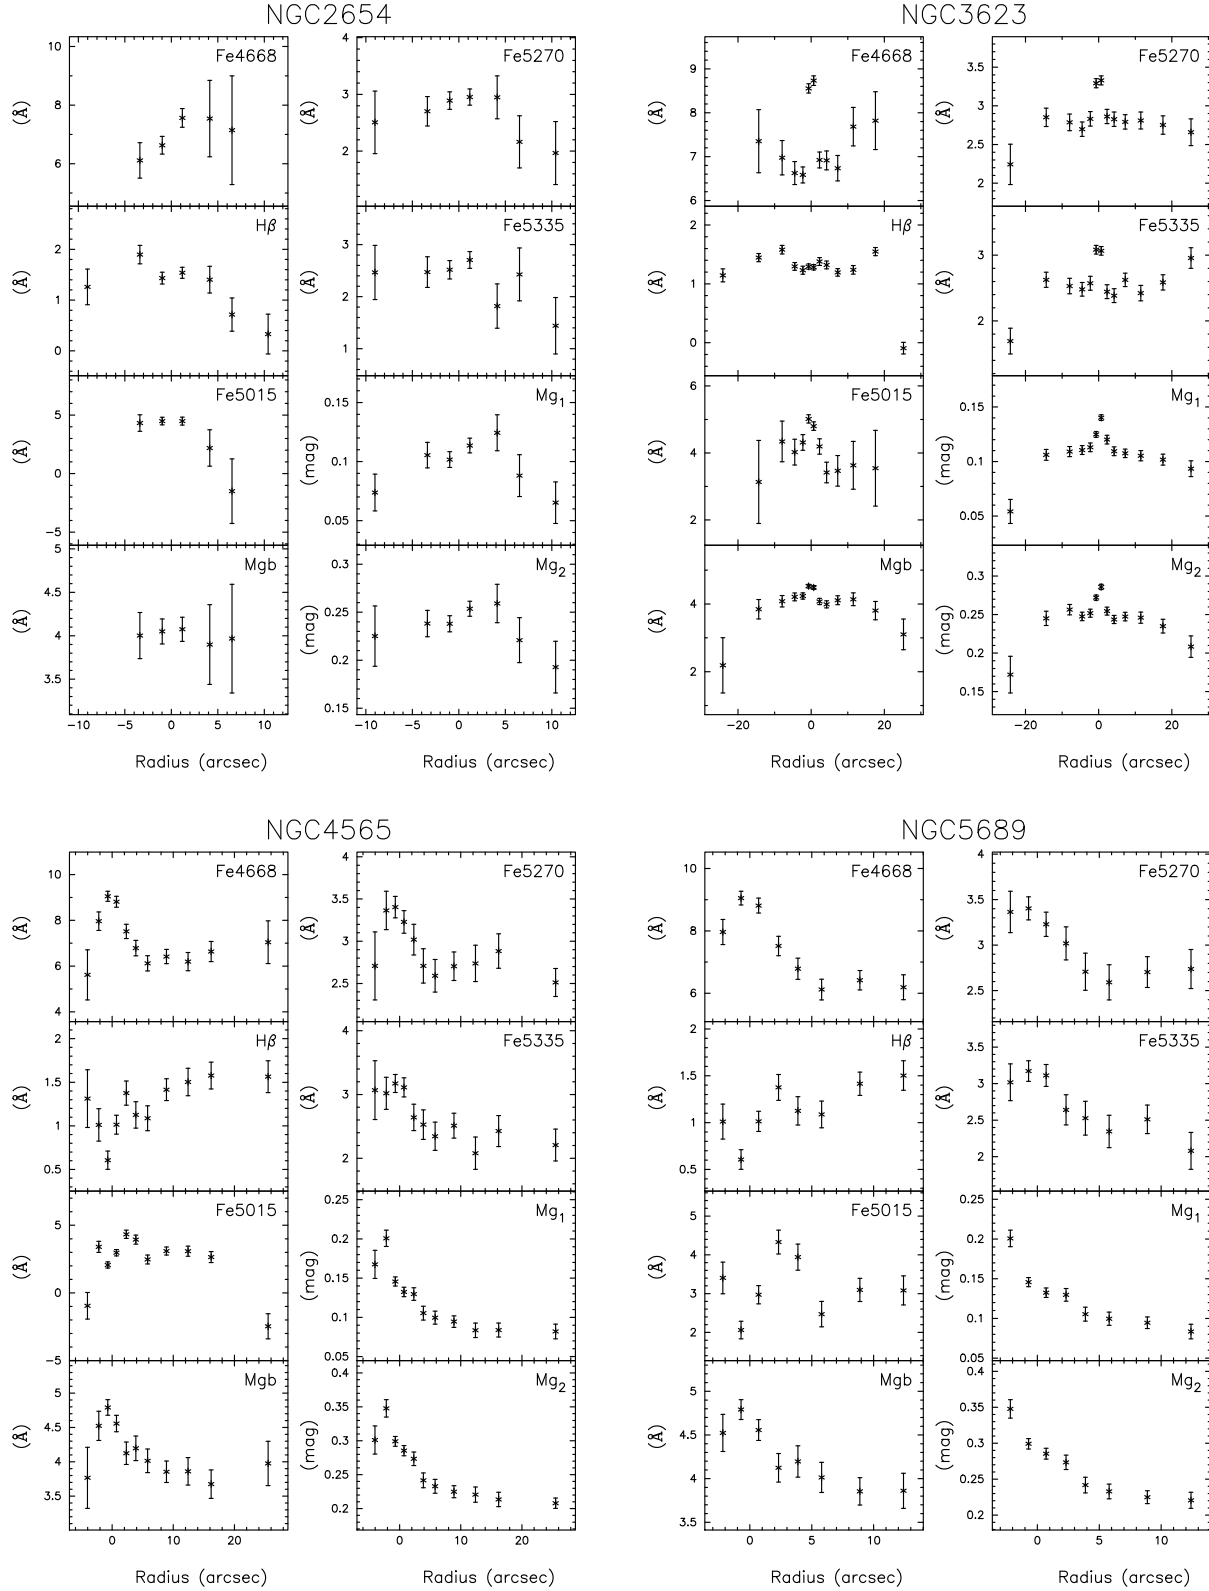 NGC2654
NGC3623
Fe4668
Fe5270
Fe4668
Fe5270
10
8
6
(Å)
4
3
2
(Å)
9
8
7
6
(Å)
3.5
3
2.5
2
(Å)
Hβ
Fe5335
Hβ
Fe5335
2
1
0
(Å)
3
2
1
(Å)
2
1
0
(Å)
3
2
(Å)
Fe5015
Mg1
Fe5015
Mg1
5
0
−5
(Å)
0.15
0.1
0.05
(mag)
6
4
2
(Å)
0.15
0.1
0.05
(mag)
Mgb
Mg2
Mgb
Mg2
5
4.5
4
3.5
(Å)
0.3
0.25
0.2
0.15
(mag)
4
2
(Å)
0.3
0.25
0.2
0.15
(mag)
−10 −5 0 5 10
−10 −5 0 5 10
−20 0 20
−20 0 20
Radius (arcsec)
Radius (arcsec)
Radius (arcsec)
Radius (arcsec)
NGC4565
NGC5689
Fe4668
Fe5270
Fe4668
Fe5270
10
8
6
4
(Å)
4
3.5
3
2.5
(Å)
10
8
6
(Å)
4
3.5
3
2.5
(Å)
Hβ
Fe5335
Hβ
Fe5335
2
1.5
1
0.5
(Å)
4
3
2
(Å)
2
1.5
1
0.5
(Å)
3.5
3
2.5
2
(Å)
Fe5015
Mg1
Fe5015
Mg1
5
0
−5
(Å)
0.25
0.2
0.15
0.1
0.05
(mag)
5
4
3
2
(Å)
0.25
0.2
0.15
0.1
0.05
(mag)
Mgb
Mg2
Mgb
Mg2
5
4.5
4
3.5
(Å)
0.4
0.35
0.3
0.25
0.2
(mag)
5
4.5
4
3.5
(Å)
0.4
0.35
0.3
0.25
0.2
(mag)
0 10 20
0 10 20
0 5 10
0 5 10
Radius (arcsec)
Radius (arcsec)
Radius (arcsec)
Radius (arcsec)